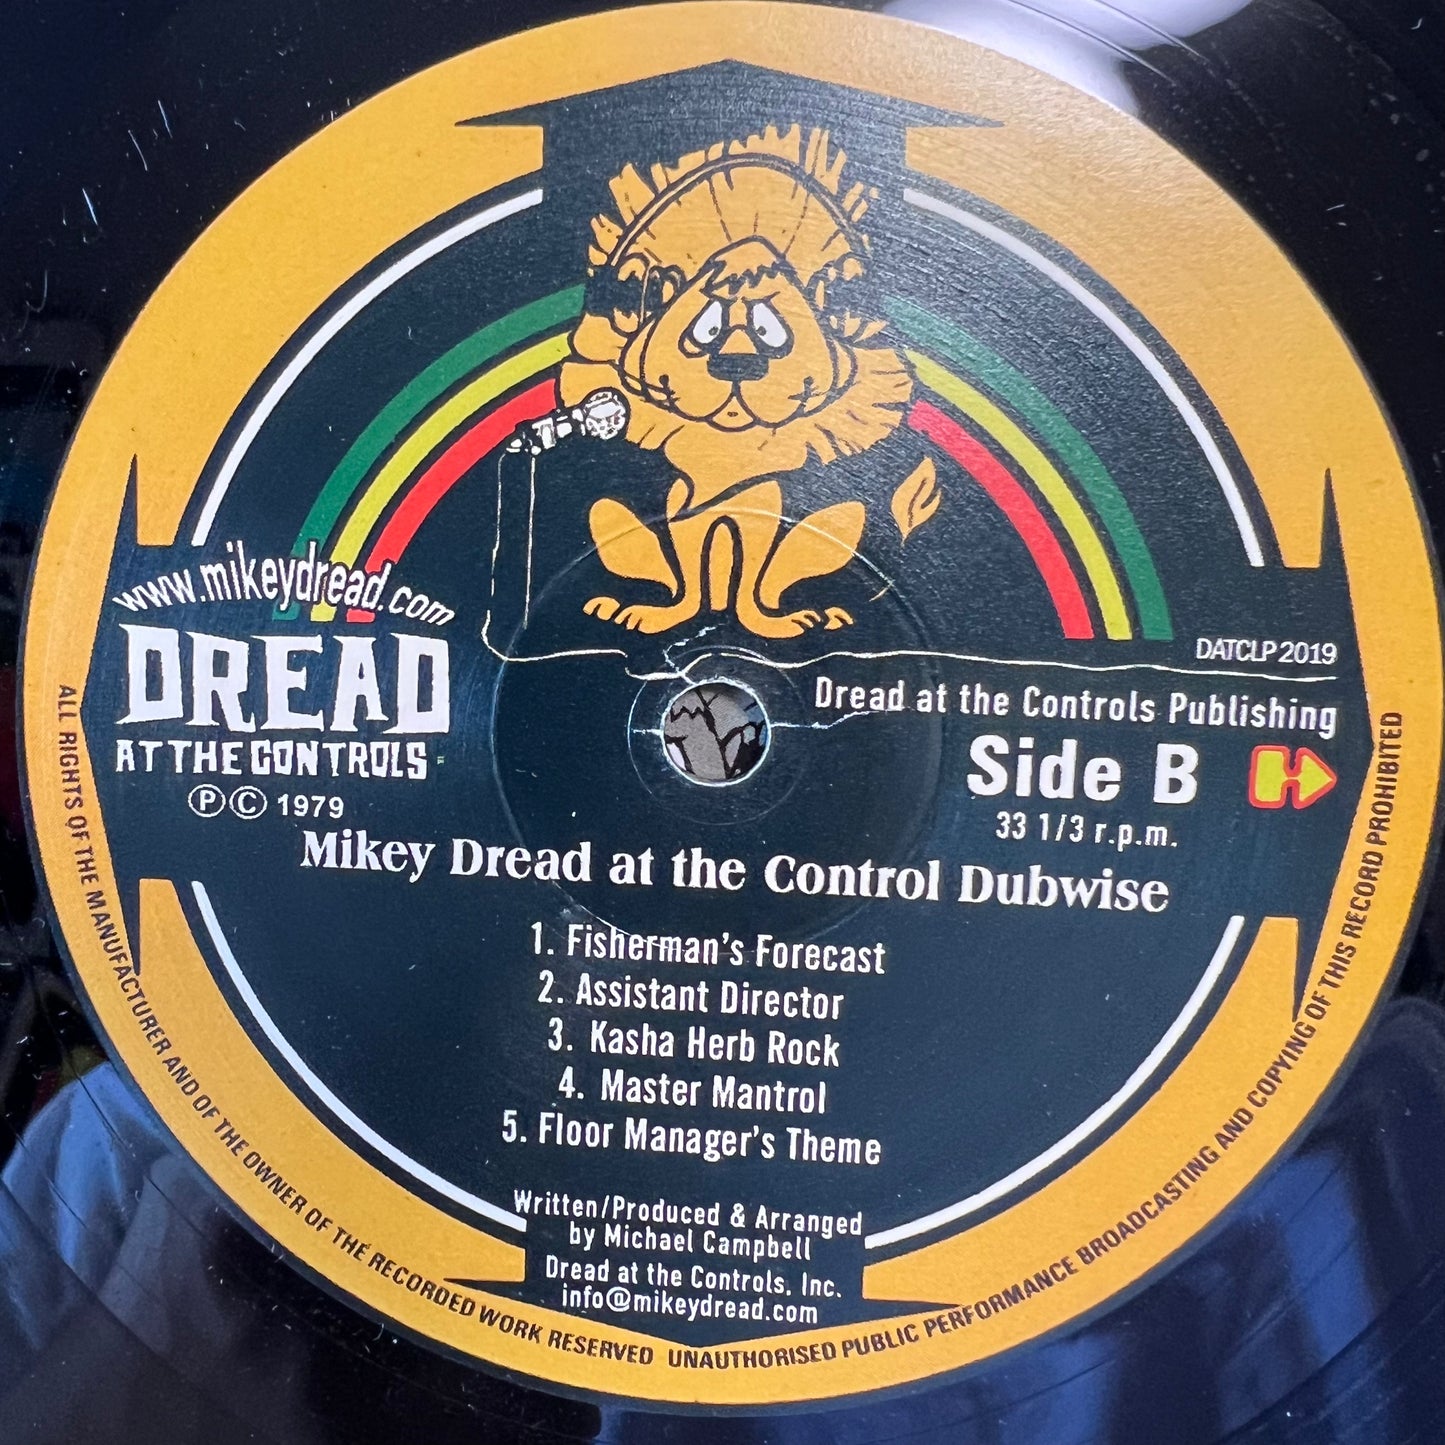 www.mikeydread.com
DREAD
AT THE CONTROLS
Ⓟ © 1979
DATCLP 2019
Dread at the Controls Publishing
Side B
33 1/3 r.p.m.
Mikey Dread at the Control Dubwise
1. Fisherman's Forecast
2. Assistant Director
3. Kasha Herb Rock
4. Master Mantrol
5. Floor Manager's Theme
Written/Produced & Arranged
by Michael Campbell
Dread at the Controls, Inc.
info@mikeydread.com
ALL RIGHTS OF THE MANUFACTURER AND OF THE OWNER OF THE RECORDED WORK RESERVED UNAUTHORISED PUBLIC PERFORMANCE BROADCASTING AND COPYING OF THIS RECORD PROHIBITED